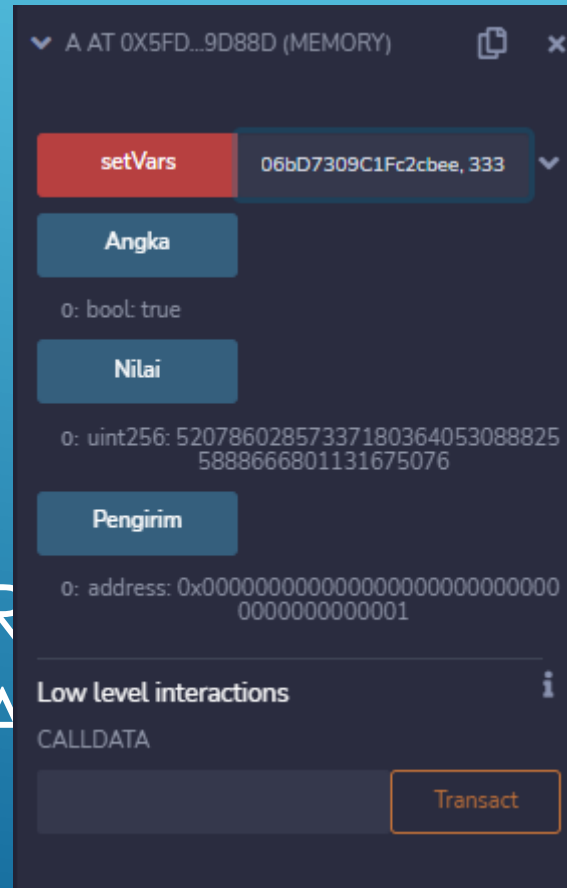 A AT 0X5FD...9D88D (MEMORY)
setVars 06bD7309C1Fc2cbee, 333
Angka
0: bool: true
Nilai
0: uint256: 520786028573371803640530888255888666801131675076
Pengirim
0: address: 0x0000000000000000000000000000000000000001
Low level interactions
CALLDATA
Transact